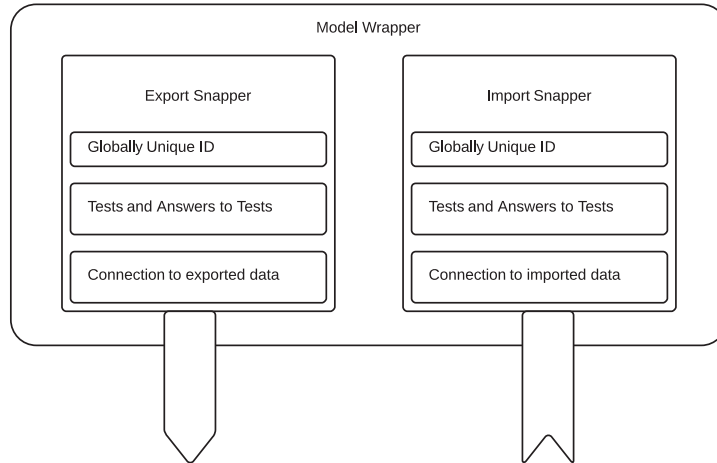 Model Wrapper
Export Snapper
Globally Unique ID
Tests and Answers to Tests
Connection to exported data
Import Snapper
Globally Unique ID
Tests and Answers to Tests
Connection to imported data